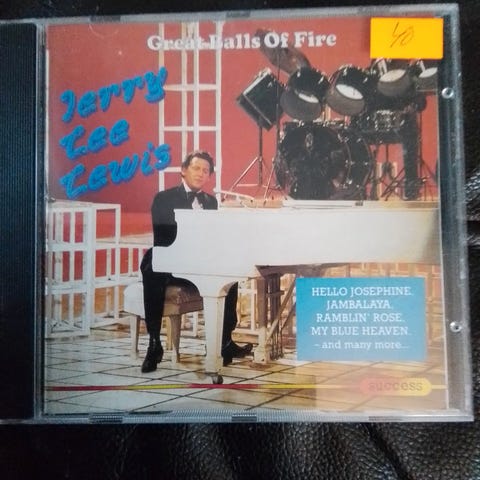 Great Balls Of Fire
40
Jerry
Lee
Lewis
HELLO JOSEPHINE,
JAMBALAYA,
RAMBLIN' ROSE,
MY BLUE HEAVEN,
– and many more...
success